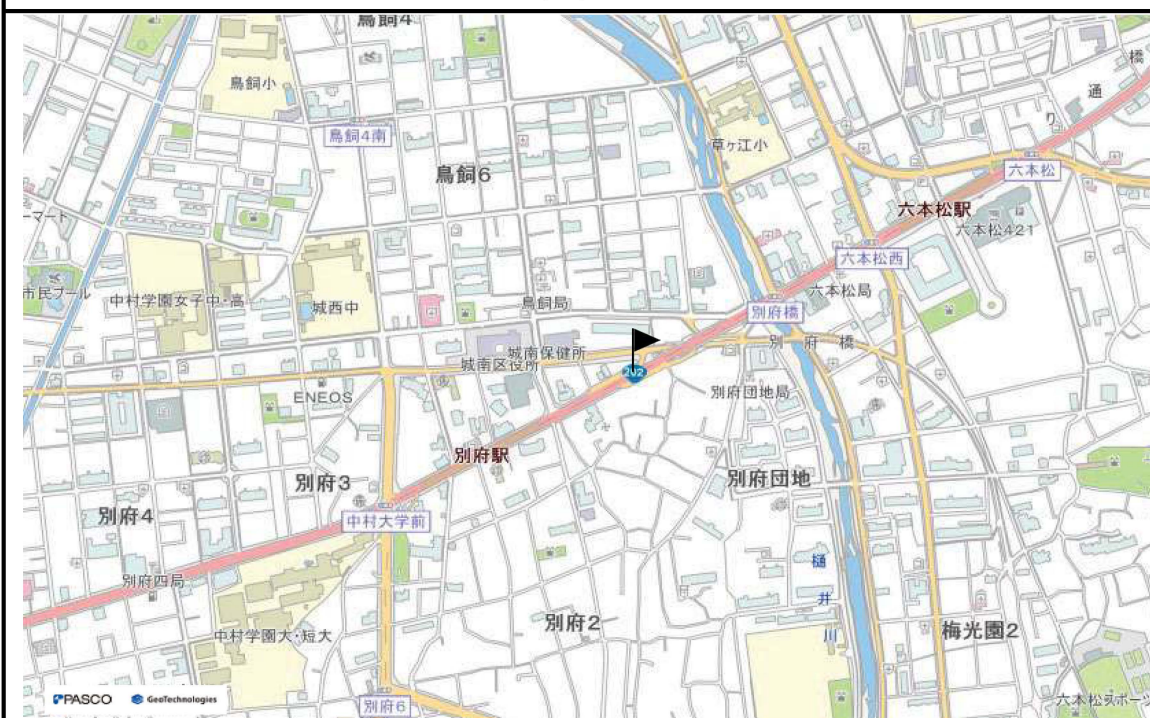 鳥飼4
鳥飼小
鳥飼4南
鳥飼6
草ヶ江小
橋
通
り
六本松
六本松駅
六本松421
六本松西
ーマート
市民プール
中村学園女子中・高
城西中
鳥飼局
六本松局
別府橋
別府橋
城南保健所
城南区役所
202
ENEOS
別府団地局
別府駅
別府3
別府団地
別府4
中村大学前
別府四局
樋
井
川
別府2
梅光園2
中村学園大・短大
別府6
六本松スポーツ
PASCO
GeoTechnologies